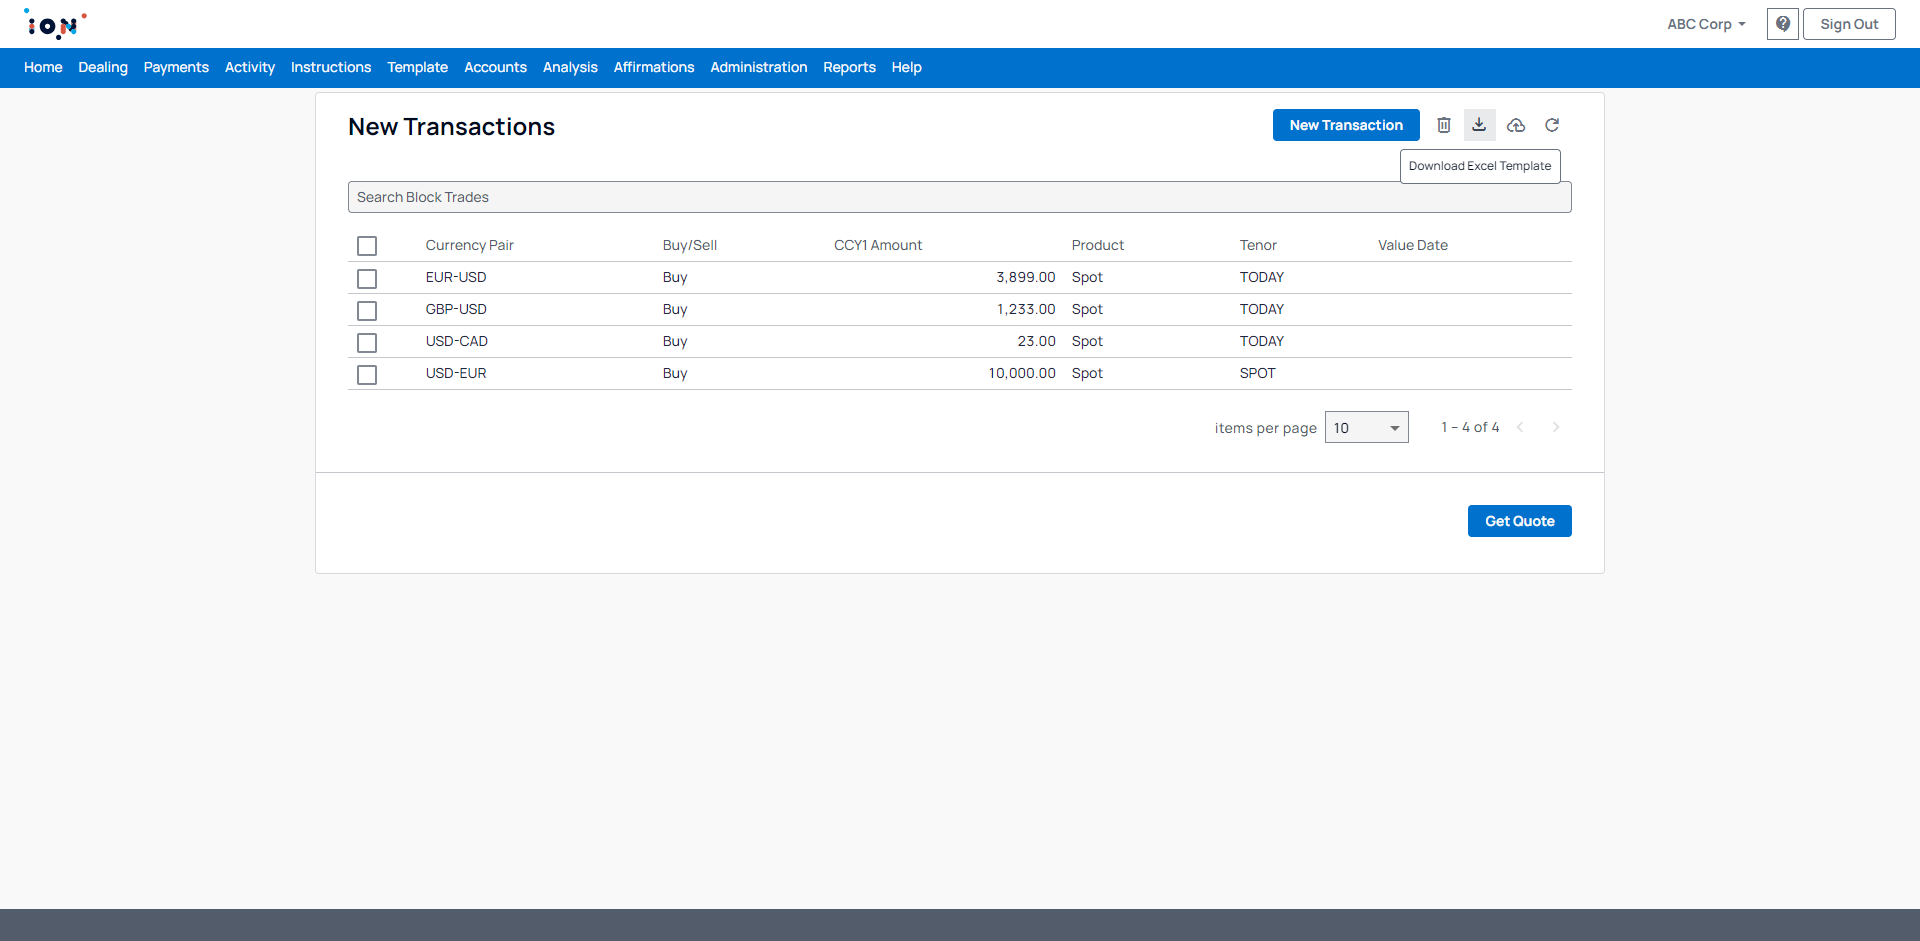 ION
ABC Corp
Sign Out
Home Dealing Payments Activity Instructions Template Accounts Analysis Affirmations Administration Reports Help
New Transactions
New Transaction
Download Excel Template
Search Block Trades
Currency Pair Buy/Sell CCY1 Amount Product Tenor Value Date
EUR-USD Buy 3,899.00 Spot TODAY
GBP-USD Buy 1,233.00 Spot TODAY
USD-CAD Buy 23.00 Spot TODAY
USD-EUR Buy 10,000.00 Spot SPOT
items per page 10 1 – 4 of 4
Get Quote